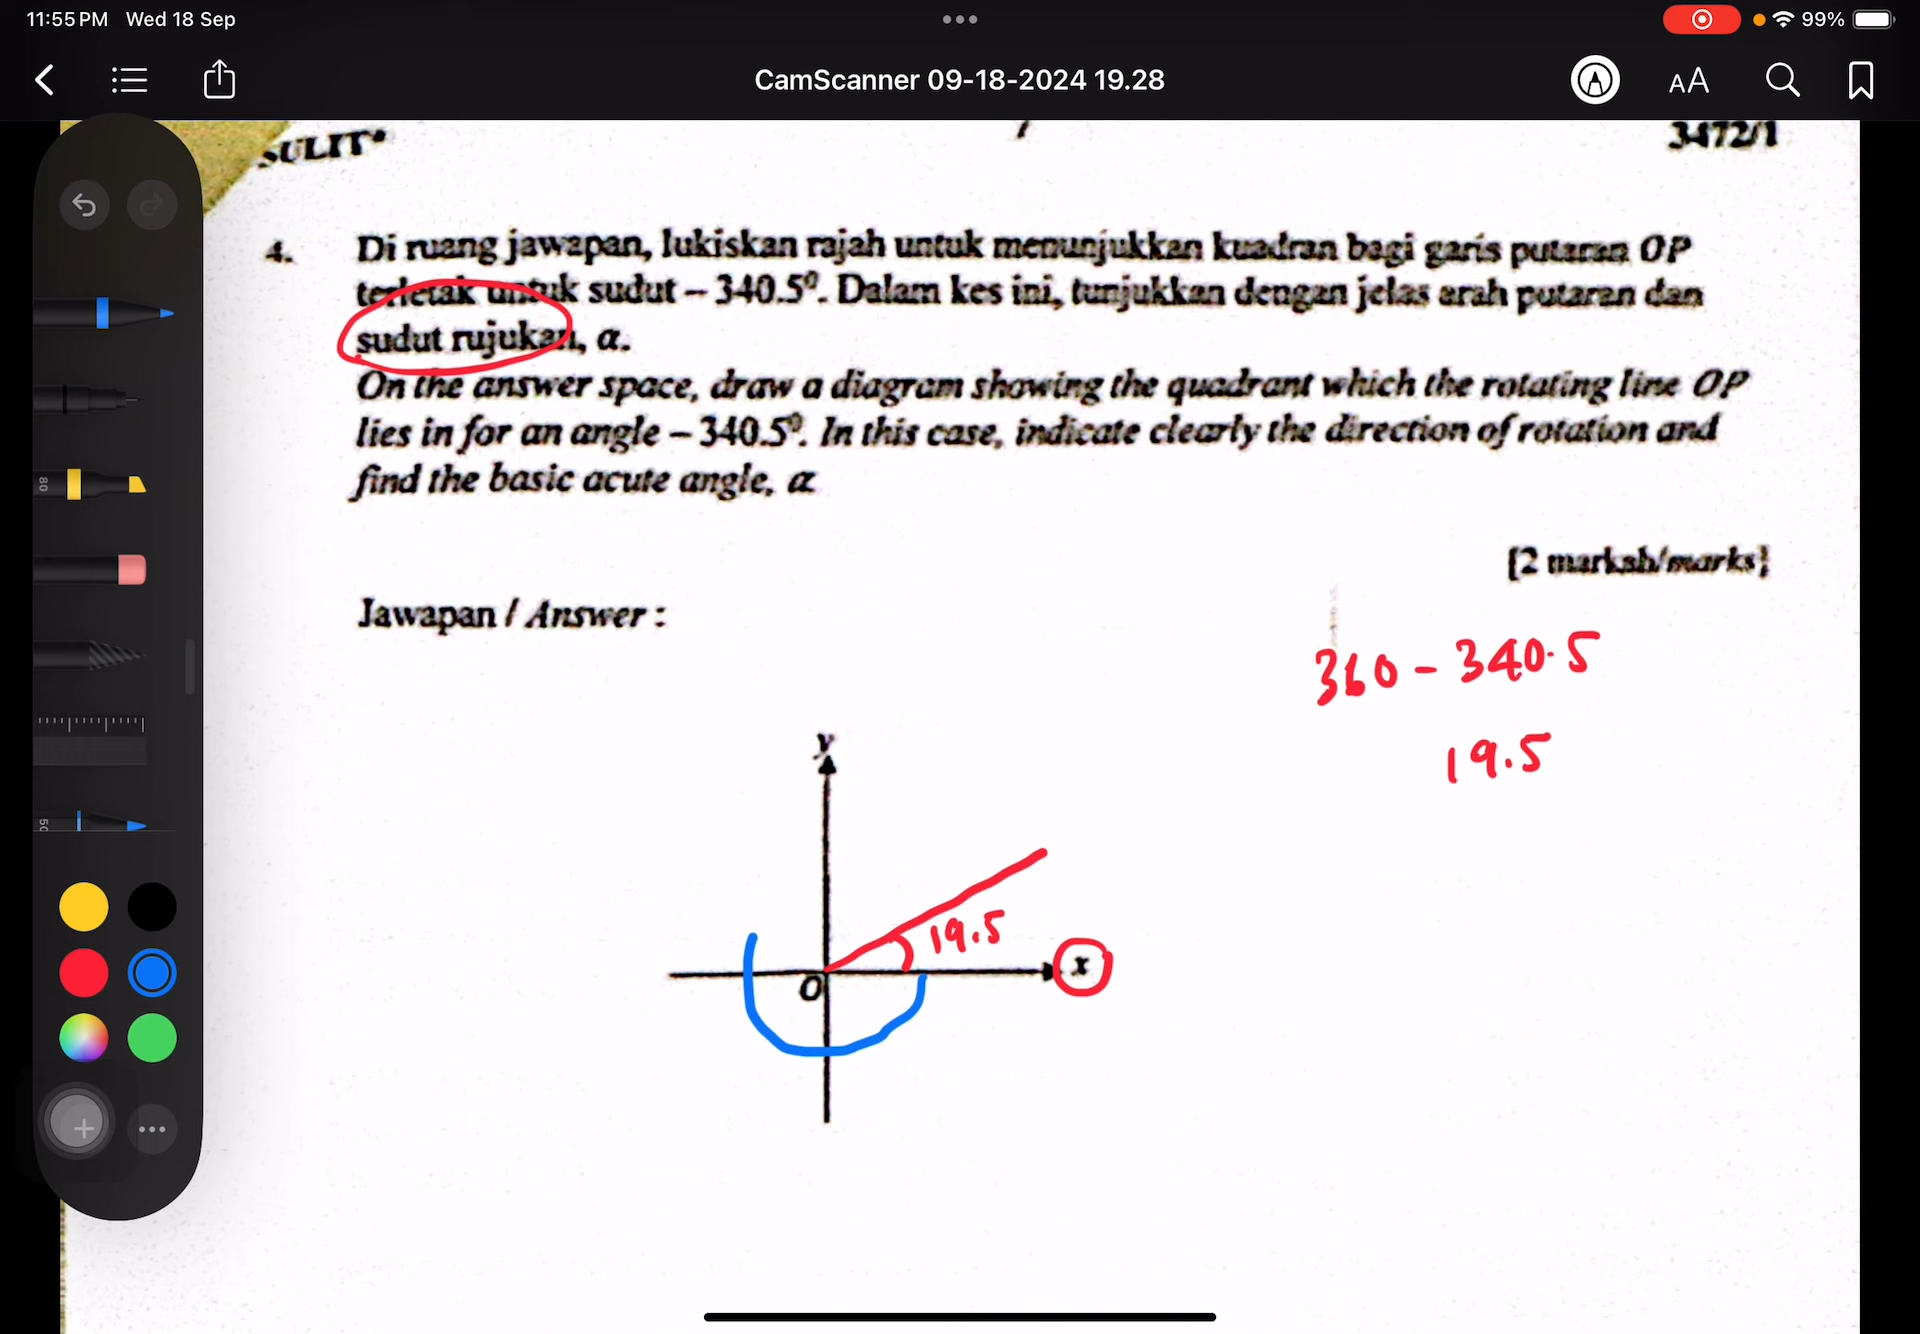 11:55 PM Wed 18 Sep
99%
CamScanner 09-18-2024 19.28
AA
SULIT*
3472/1
4. Di ruang jawapan, lukiskan rajah untuk menunjukkan kuadran bagi garis putaran OP
terletak untuk sudut – 340.5⁰. Dalam kes ini, tunjukkan dengan jelas arah putaran dan
sudut rujukan, α.
On the answer space, draw a diagram showing the quadrant which the rotating line OP
lies in for an angle – 340.5⁰. In this case, indicate clearly the direction of rotation and
find the basic acute angle, α
[2 markah/marks]
Jawapan / Answer :
360 - 340.5
19.5
y
19.5
x
O
80
50